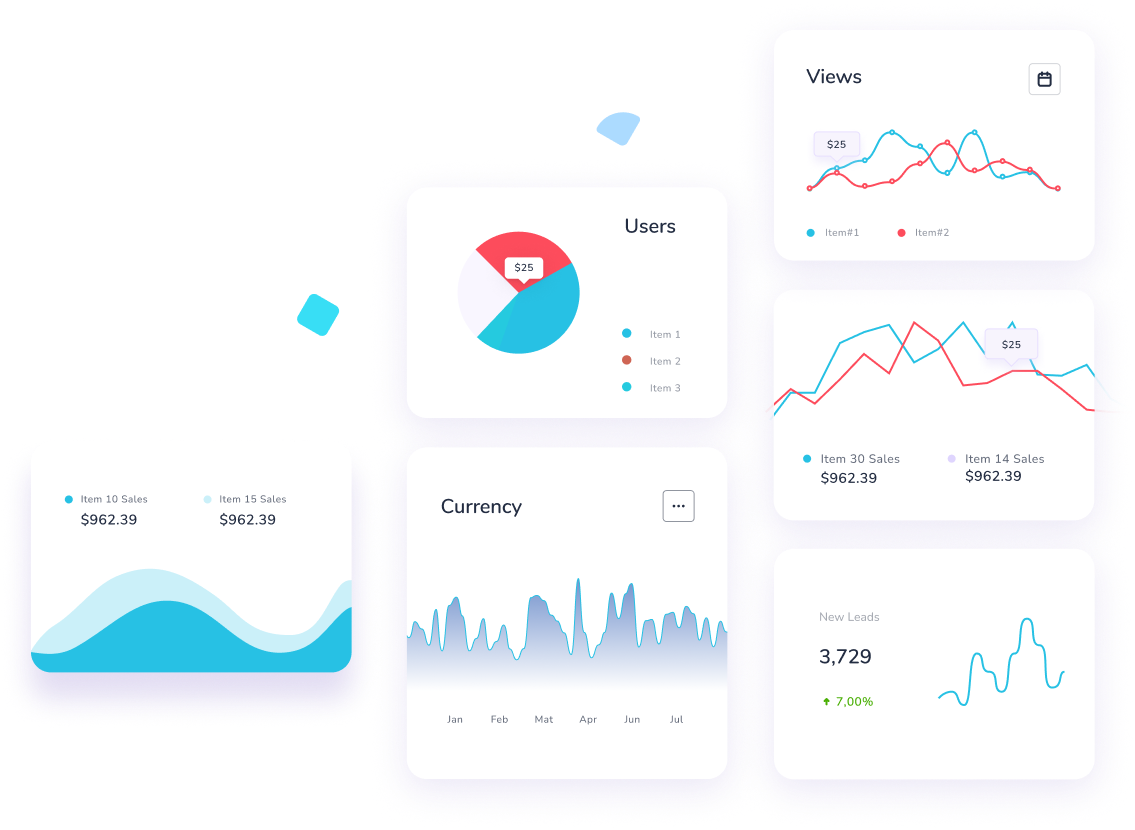 Item 10 Sales
$962.39
Item 15 Sales
$962.39
Users
$25
Item 1
Item 2
Item 3
Currency
Jan Feb Mat Apr Jun Jul
Views
$25
Item#1 Item#2
$25
Item 30 Sales
$962.39
Item 14 Sales
$962.39
New Leads
3,729
7,00%